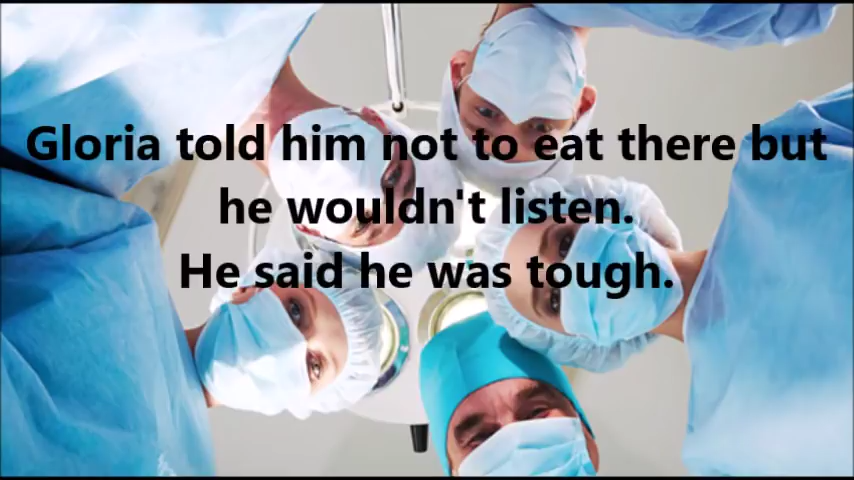 Gloria told him not to eat there but
he wouldn't listen.
He said he was tough.